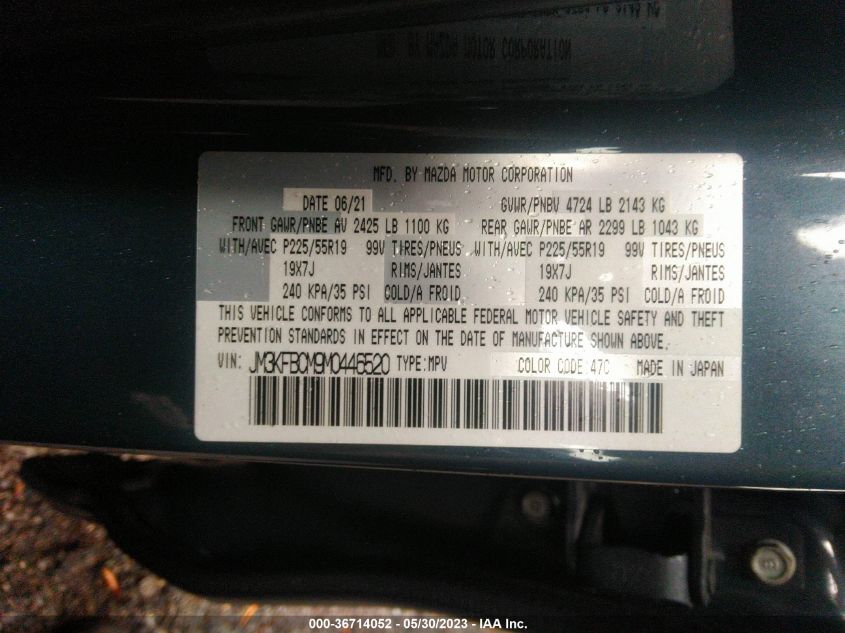 MFD. BY MAZDA MOTOR CORPORATION
DATE 06/21 GVWR/PNBV 4724 LB 2143 KG
FRONT GAWR/PNBE AV 2425 LB 1100 KG REAR GAWR/PNBE AR 2299 LB 1043 KG
WITH/AVEC P225/55R19 99V TIRES/PNEUS WITH/AVEC P225/55R19 99V TIRES/PNEUS
19X7J RIMS/JANTES 19X7J RIMS/JANTES
240 KPA/35 PSI COLD/A FROID 240 KPA/35 PSI COLD/A FROID
THIS VEHICLE CONFORMS TO ALL APPLICABLE FEDERAL MOTOR VEHICLE SAFETY AND THEFT
PREVENTION STANDARDS IN EFFECT ON THE DATE OF MANUFACTURE SHOWN ABOVE.
VIN: JM3KFBCM9M0446520 TYPE:MPV COLOR CODE 47C MADE IN JAPAN
000-36714052 - 05/30/2023 - IAA Inc.